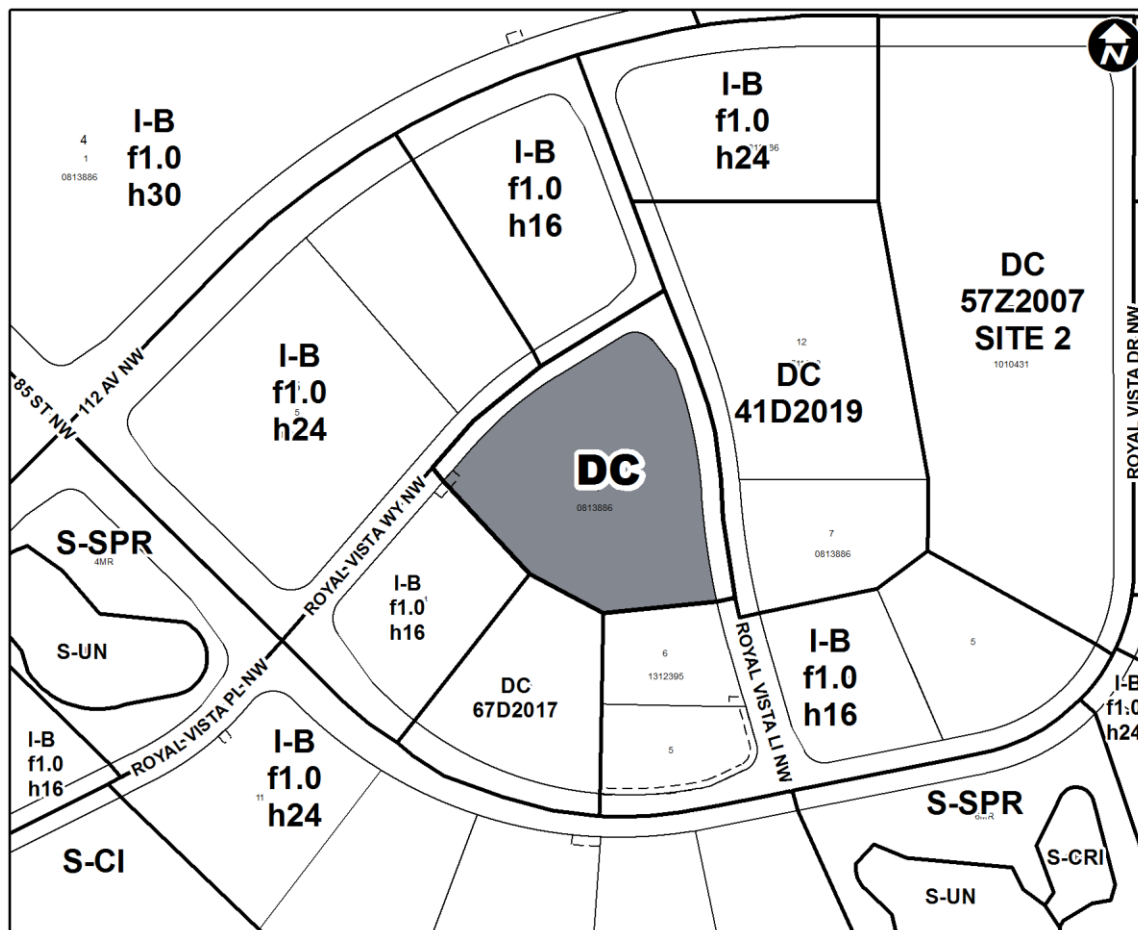 N
I-B
f1.0
h30
4
1
0813886
I-B
f1.0
h16
I-B
f1.0
h24
DC
57Z2007
SITE 2
1010431
ROYAL VISTA DR NW
I-B
f1.0
h24
5
112 AV NW
85 ST NW
12
DC
41D2019
DC
0813886
7
0813886
ROYAL VISTA WY NW
S-SPR
4MR
S-UN
I-B
f1.0
h16
DC
67D2017
6
1312395
5
ROYAL VISTA LI NW
I-B
f1.0
h16
5
I-B
f1.0
h24
ROYAL VISTA PL NW
I-B
f1.0
h16
I-B
f1.0
h24
11
S-CI
S-SPR
S-CRI
S-UN